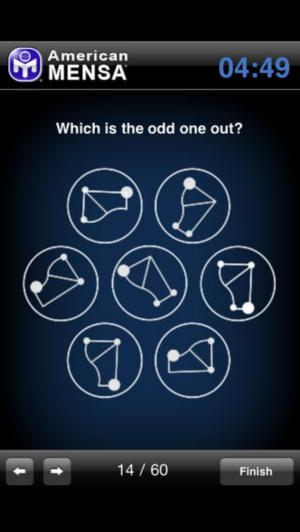 American
MENSA
04:49
Which is the odd one out?
14 / 60
Finish